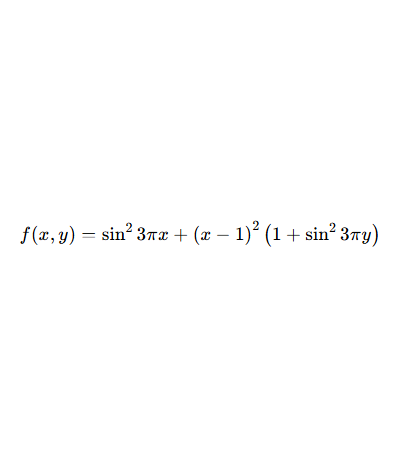 f(x, y) = sin² 3πx + (x − 1)² (1 + sin² 3πy)